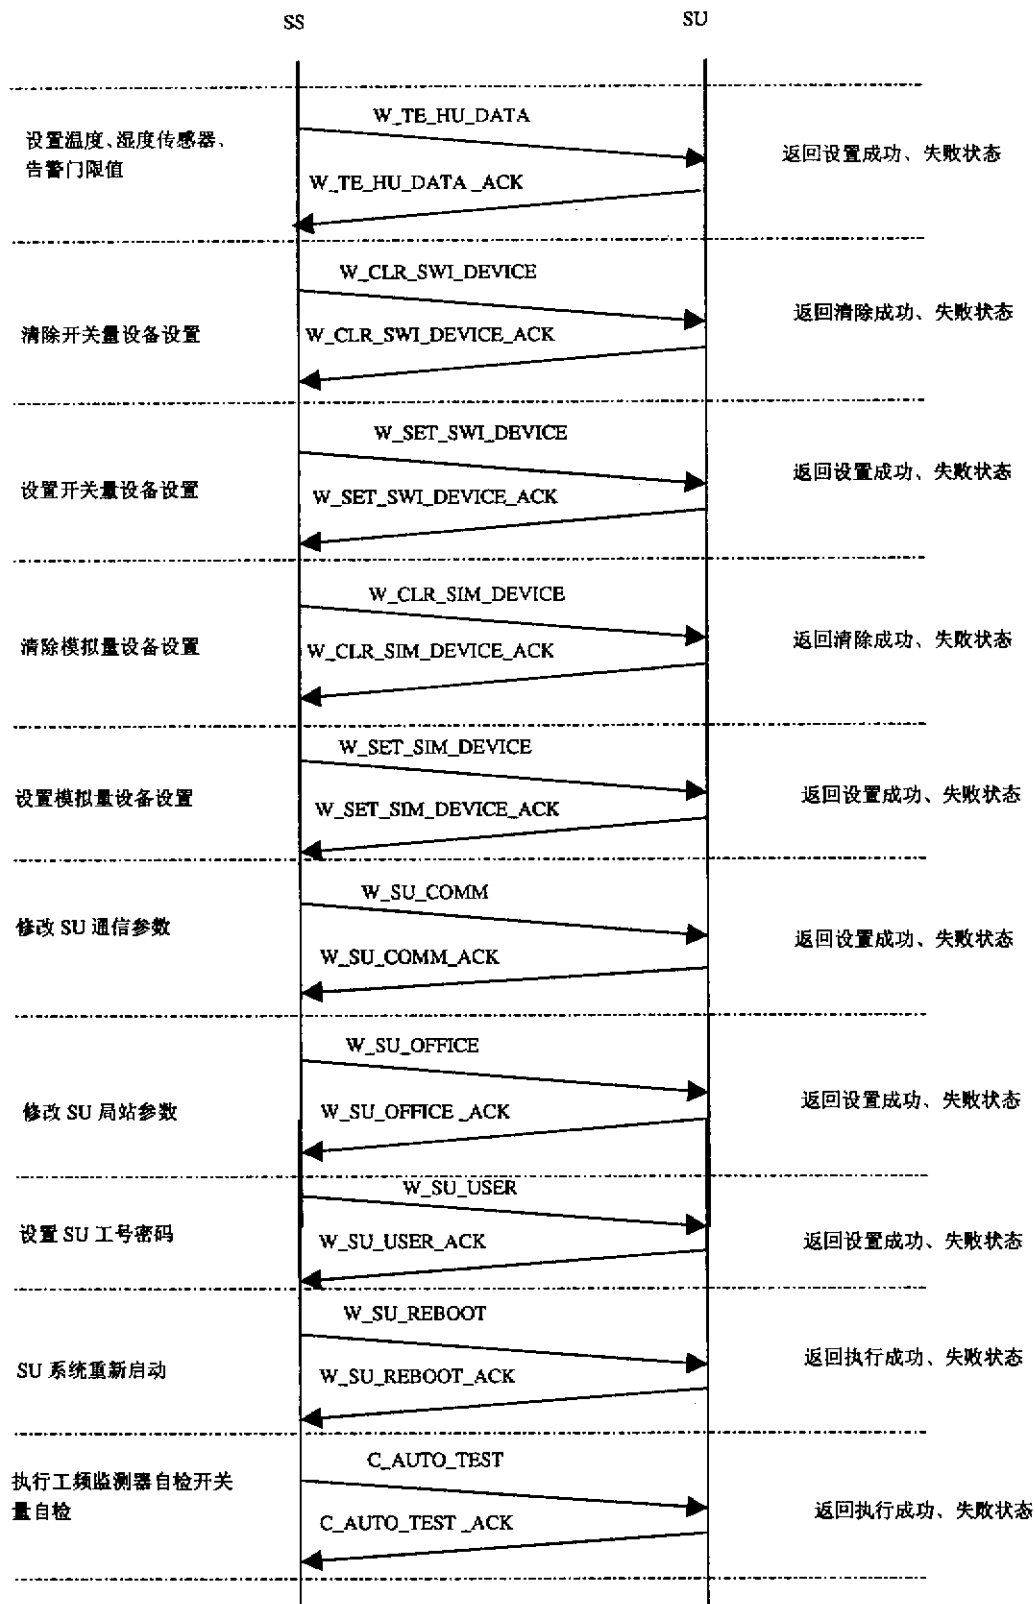 SS
SU
W_TE_HU_DATA
设置温度、湿度传感器、
告警门限值
返回设置成功、失败状态
W_TE_HU_DATA_ACK
W_CLR_SWI_DEVICE
返回清除成功、失败状态
清除开关量设备设置
W_CLR_SWI_DEVICE_ACK
W_SET_SWI_DEVICE
返回设置成功、失败状态
设置开关量设备设置
W_SET_SWI_DEVICE_ACK
W_CLR_SIM_DEVICE
清除模拟量设备设置
W_CLR_SIM_DEVICE_ACK
返回清除成功、失败状态
W_SET_SIM_DEVICE
设置模拟量设备设置
返回设置成功、失败状态
W_SET_SIM_DEVICE_ACK
W_SU_COMM
修改 SU 通信参数
返回设置成功、失败状态
W_SU_COMM_ACK
W_SU_OFFICE
修改 SU 局站参数
返回设置成功、失败状态
W_SU_OFFICE _ACK
W_SU_USER
设置 SU 工号密码
W_SU_USER_ACK
返回设置成功、失败状态
W_SU_REBOOT
返回执行成功、失败状态
SU 系统重新启动
W_SU_REBOOT_ACK
C_AUTO_TEST
执行工频监测器自检开关
量自检
返回执行成功、失败状态
C_AUTO_TEST _ACK